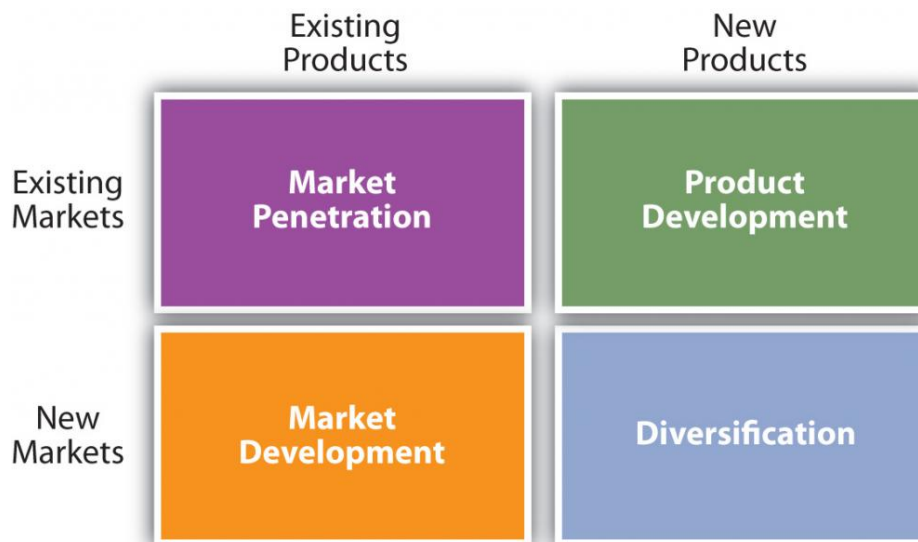 Existing
Products
New
Products
Existing
Markets
Market
Penetration
Product
Development
New
Markets
Market
Development
Diversification